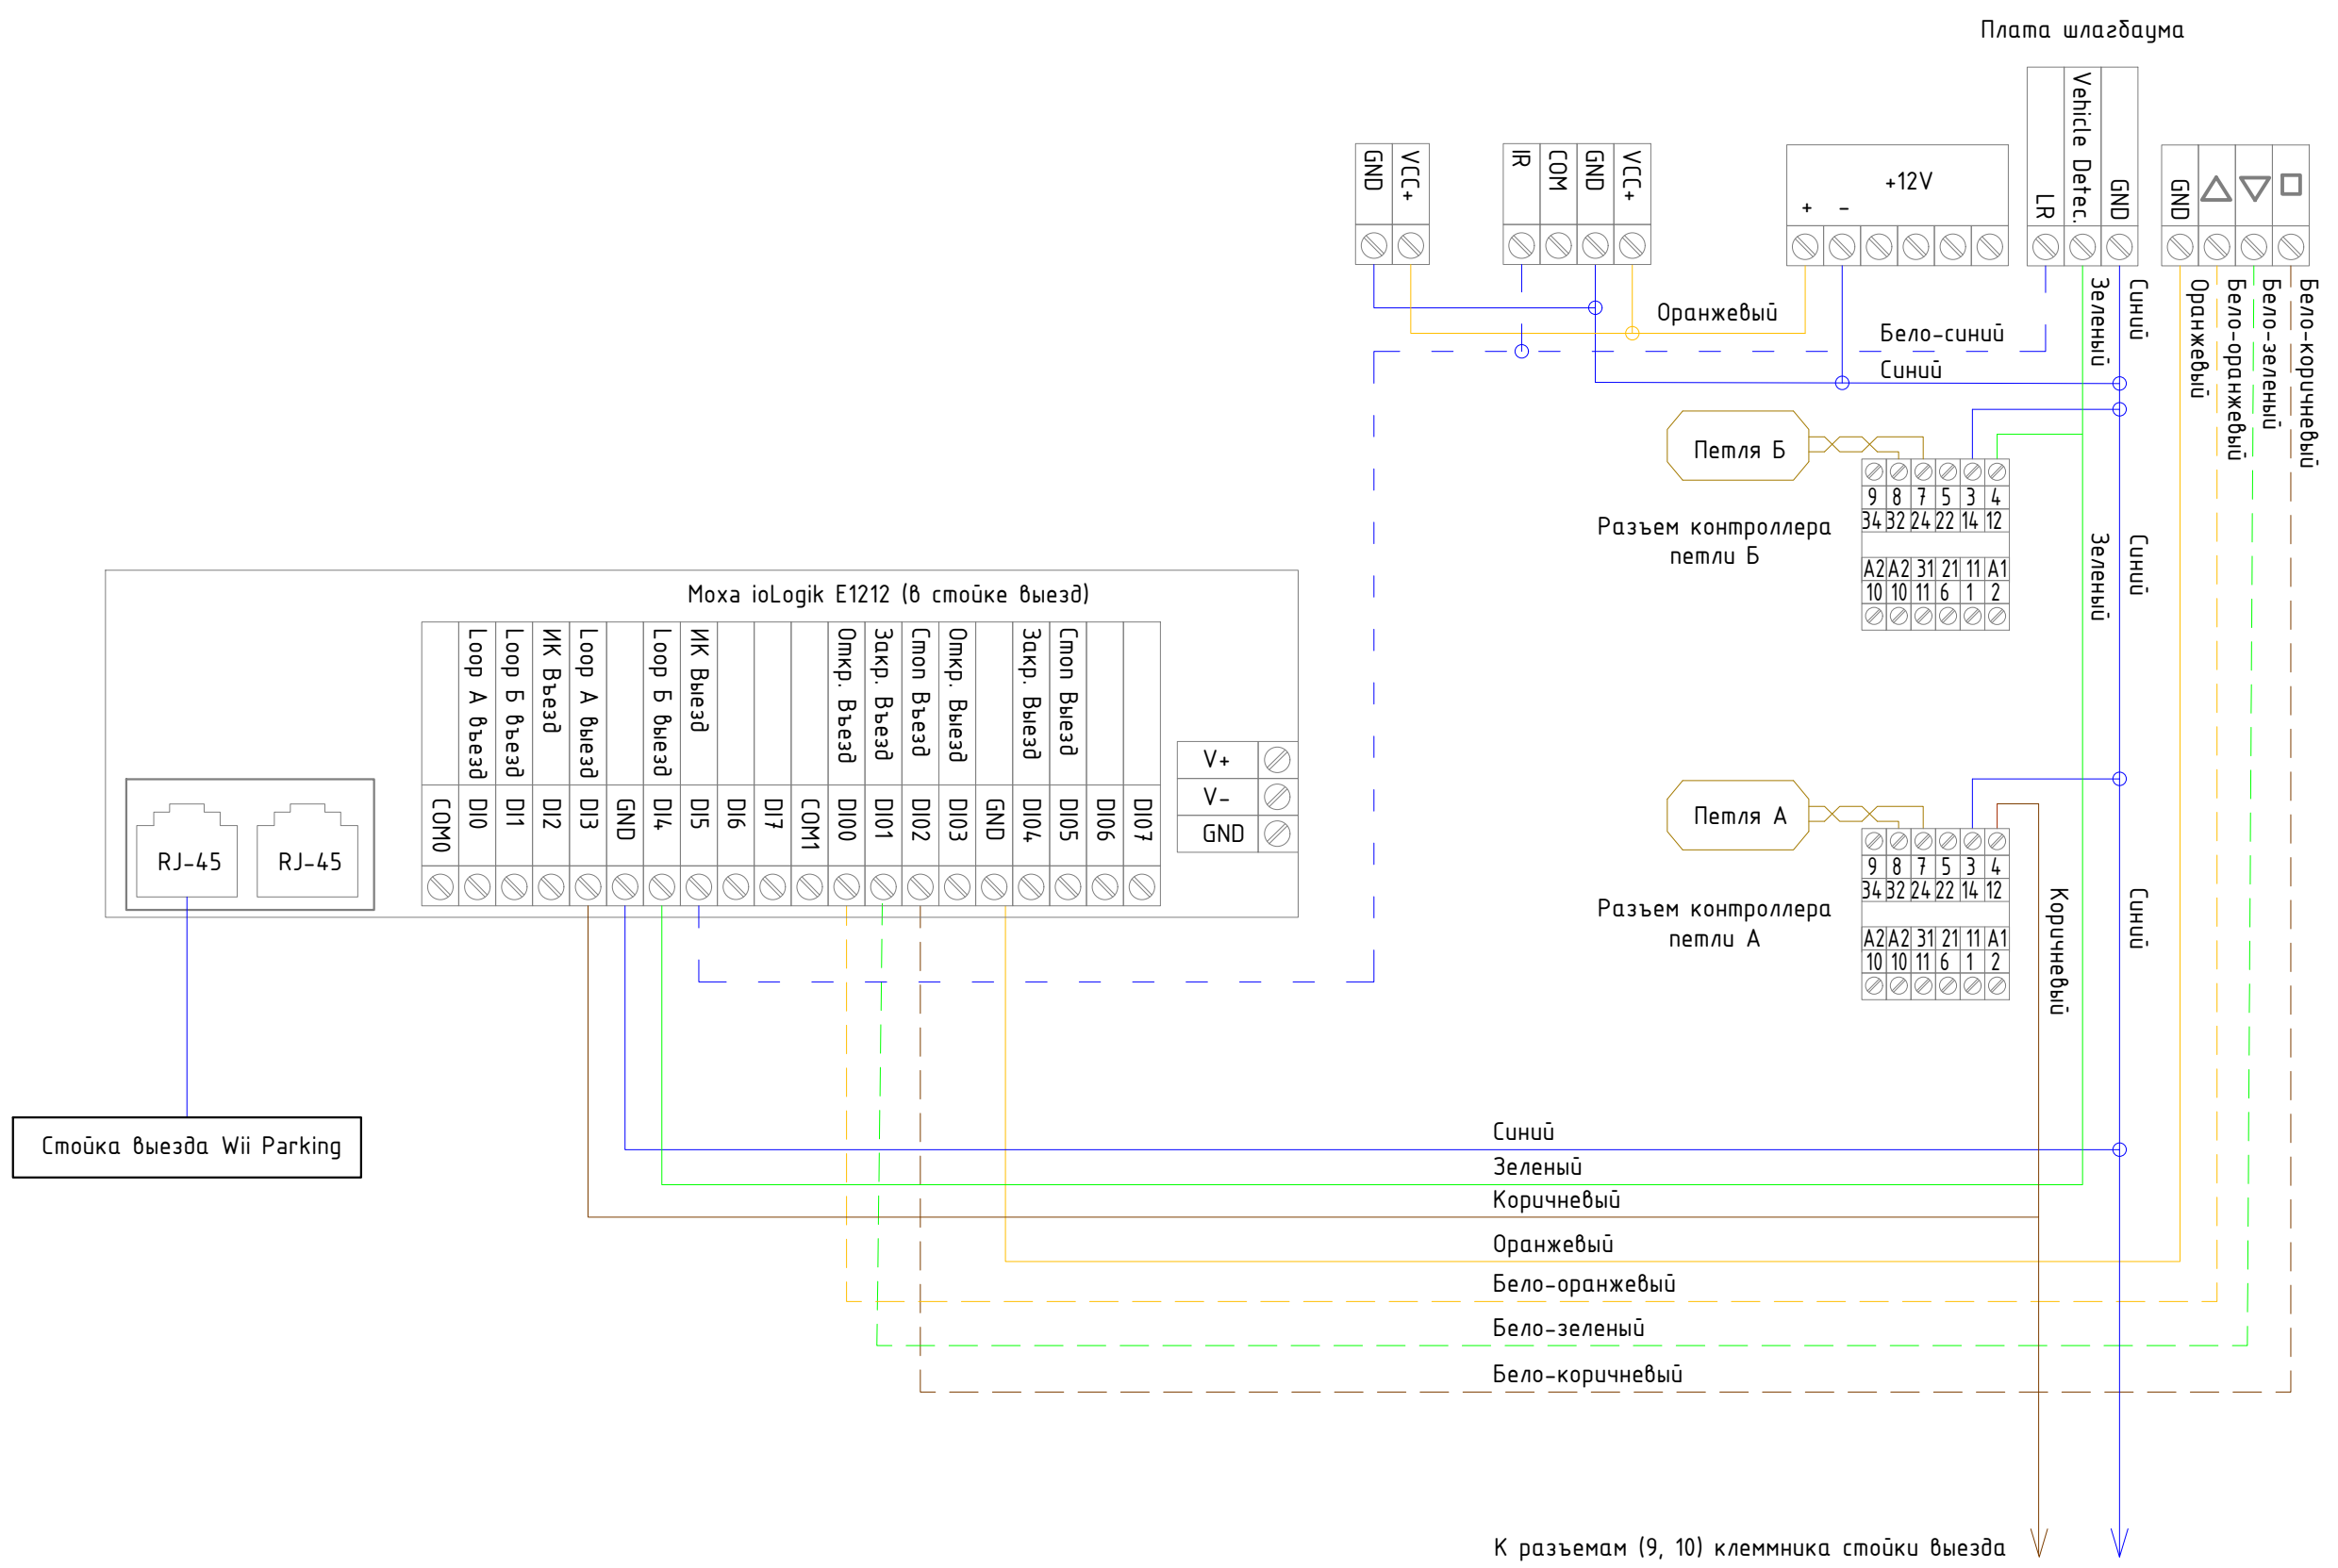 Плата шлагбаума
GND
VCC+
IR
COM
GND
VCC+
+12V
+
-
LR
Vehicle Detec.
GND
GND
Оранжевый
Бело-синий
Синий
Зеленый
Синий
Оранжевый
Бело-оранжевый
Бело-зеленый
Бело-коричневый
Петля Б
Разъем контроллера
петли Б
9 8 7 5 3 4
34 32 24 22 14 12
A2 A2 31 21 11 A1
10 10 11 6 1 2
Зеленый
Синий
Moxa ioLogik E1212 (в стойке выезд)
Loop А въезд
Loop Б въезд
ИК Въезд
Loop А выезд
Loop Б выезд
ИК Выезд
Откр. Въезд
Закр. Въезд
Стоп Въезд
Откр. Выезд
Закр. Выезд
Стоп Выезд
COM0
DI0
DI1
DI2
DI3
GND
DI4
DI5
DI6
DI7
COM1
DI00
DI01
DI02
DI03
GND
DI04
DI05
DI06
DI07
V+
V-
GND
RJ-45
RJ-45
Петля А
Разъем контроллера
петли А
9 8 7 5 3 4
34 32 24 22 14 12
A2 A2 31 21 11 A1
10 10 11 6 1 2
Коричневый
Синий
Стойка выезда Wii Parking
Синий
Зеленый
Коричневый
Оранжевый
Бело-оранжевый
Бело-зеленый
Бело-коричневый
К разъемам (9, 10) клеммника стойки выезда